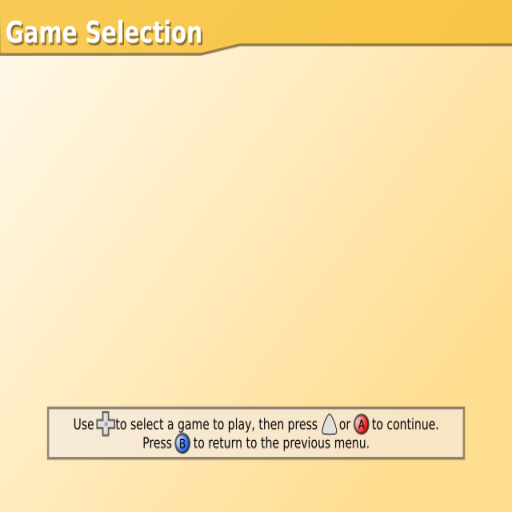 Game Selection
Use to select a game to play, then press or A to continue.
Press B to return to the previous menu.